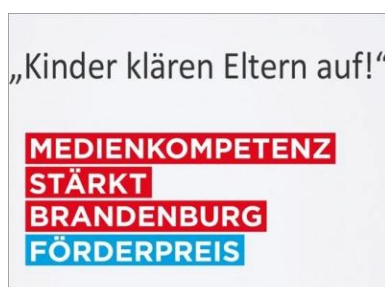 „Kinder klären Eltern auf!“
MEDIENKOMPETENZ
STÄRKT
BRANDENBURG
FÖRDERPREIS